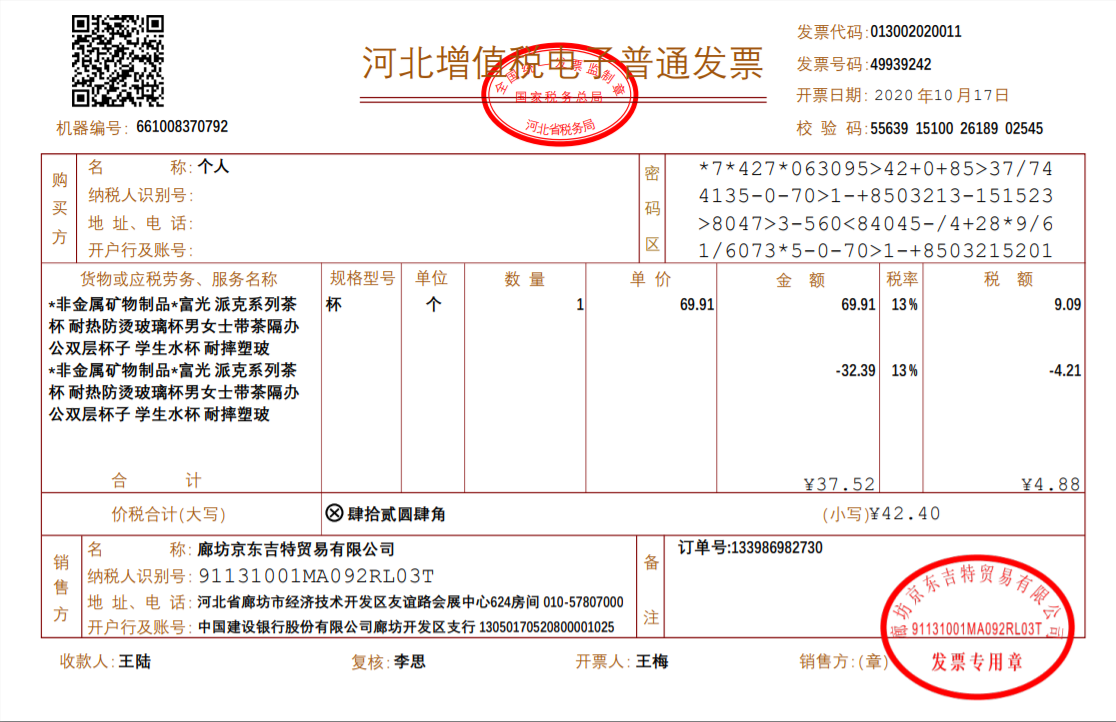 河北增值税电子普通发票
全国统一发票监制章
国家税务总局
河北省税务局
发票代码:013002020011
发票号码:49939242
开票日期: 2020 年10 月17日
校 验 码:55639 15100 26189 02545
机器编号: 661008370792
购买方
名 称: 个人
纳税人识别号:
地 址、电 话:
开户行及账号:
密码区
*7*427*063095>42+0+85>37/74
4135-0-70>1-+8503213-151523
>8047>3-560<84045-/4+28*9/6
1/6073*5-0-70>1-+8503215201
货物或应税劳务、服务名称 规格型号 单位 数 量 单 价 金 额 税率 税 额
*非金属矿物制品*富光 派克系列茶 杯 个 1 69.91 69.91 13% 9.09
杯 耐热防烫玻璃杯男女士带茶隔办
公双层杯子 学生水杯 耐摔塑玻
*非金属矿物制品*富光 派克系列茶 -32.39 13% -4.21
杯 耐热防烫玻璃杯男女士带茶隔办
公双层杯子 学生水杯 耐摔塑玻
合 计 ¥37.52 ¥4.88
价税合计(大写) ⊗ 肆拾贰圆肆角 (小写)¥42.40
销售方
名 称: 廊坊京东吉特贸易有限公司
纳税人识别号: 91131001MA092RL03T
地 址、电 话: 河北省廊坊市经济技术开发区友谊路会展中心624房间 010-57807000
开户行及账号: 中国建设银行股份有限公司廊坊开发区支行 13050170520800001025
备注
订单号:133986982730
廊坊京东吉特贸易有限公司
91131001MA092RL03T
发票专用章
收款人: 王陆 复核: 李思 开票人: 王梅 销售方:(章)